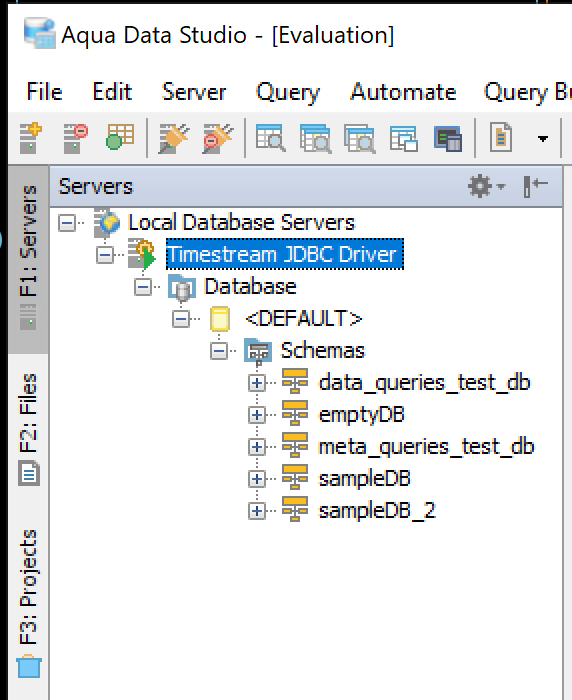 Aqua Data Studio - [Evaluation]
File Edit Server Query Automate Query Bu
Servers
F1: Servers
F2: Files
F3: Projects
Local Database Servers
Timestream JDBC Driver
Database
<DEFAULT>
Schemas
data_queries_test_db
emptyDB
meta_queries_test_db
sampleDB
sampleDB_2